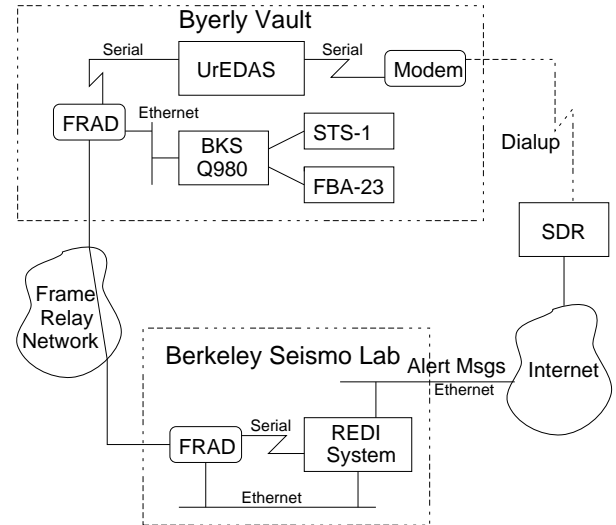 Byerly Vault
Serial
UrEDAS
Serial
Modem
FRAD
Ethernet
BKS
Q980
STS-1
FBA-23
Dialup
SDR
Frame
Relay
Network
Berkeley Seismo Lab
Alert Msgs
Ethernet
Internet
FRAD
Serial
REDI
System
Ethernet